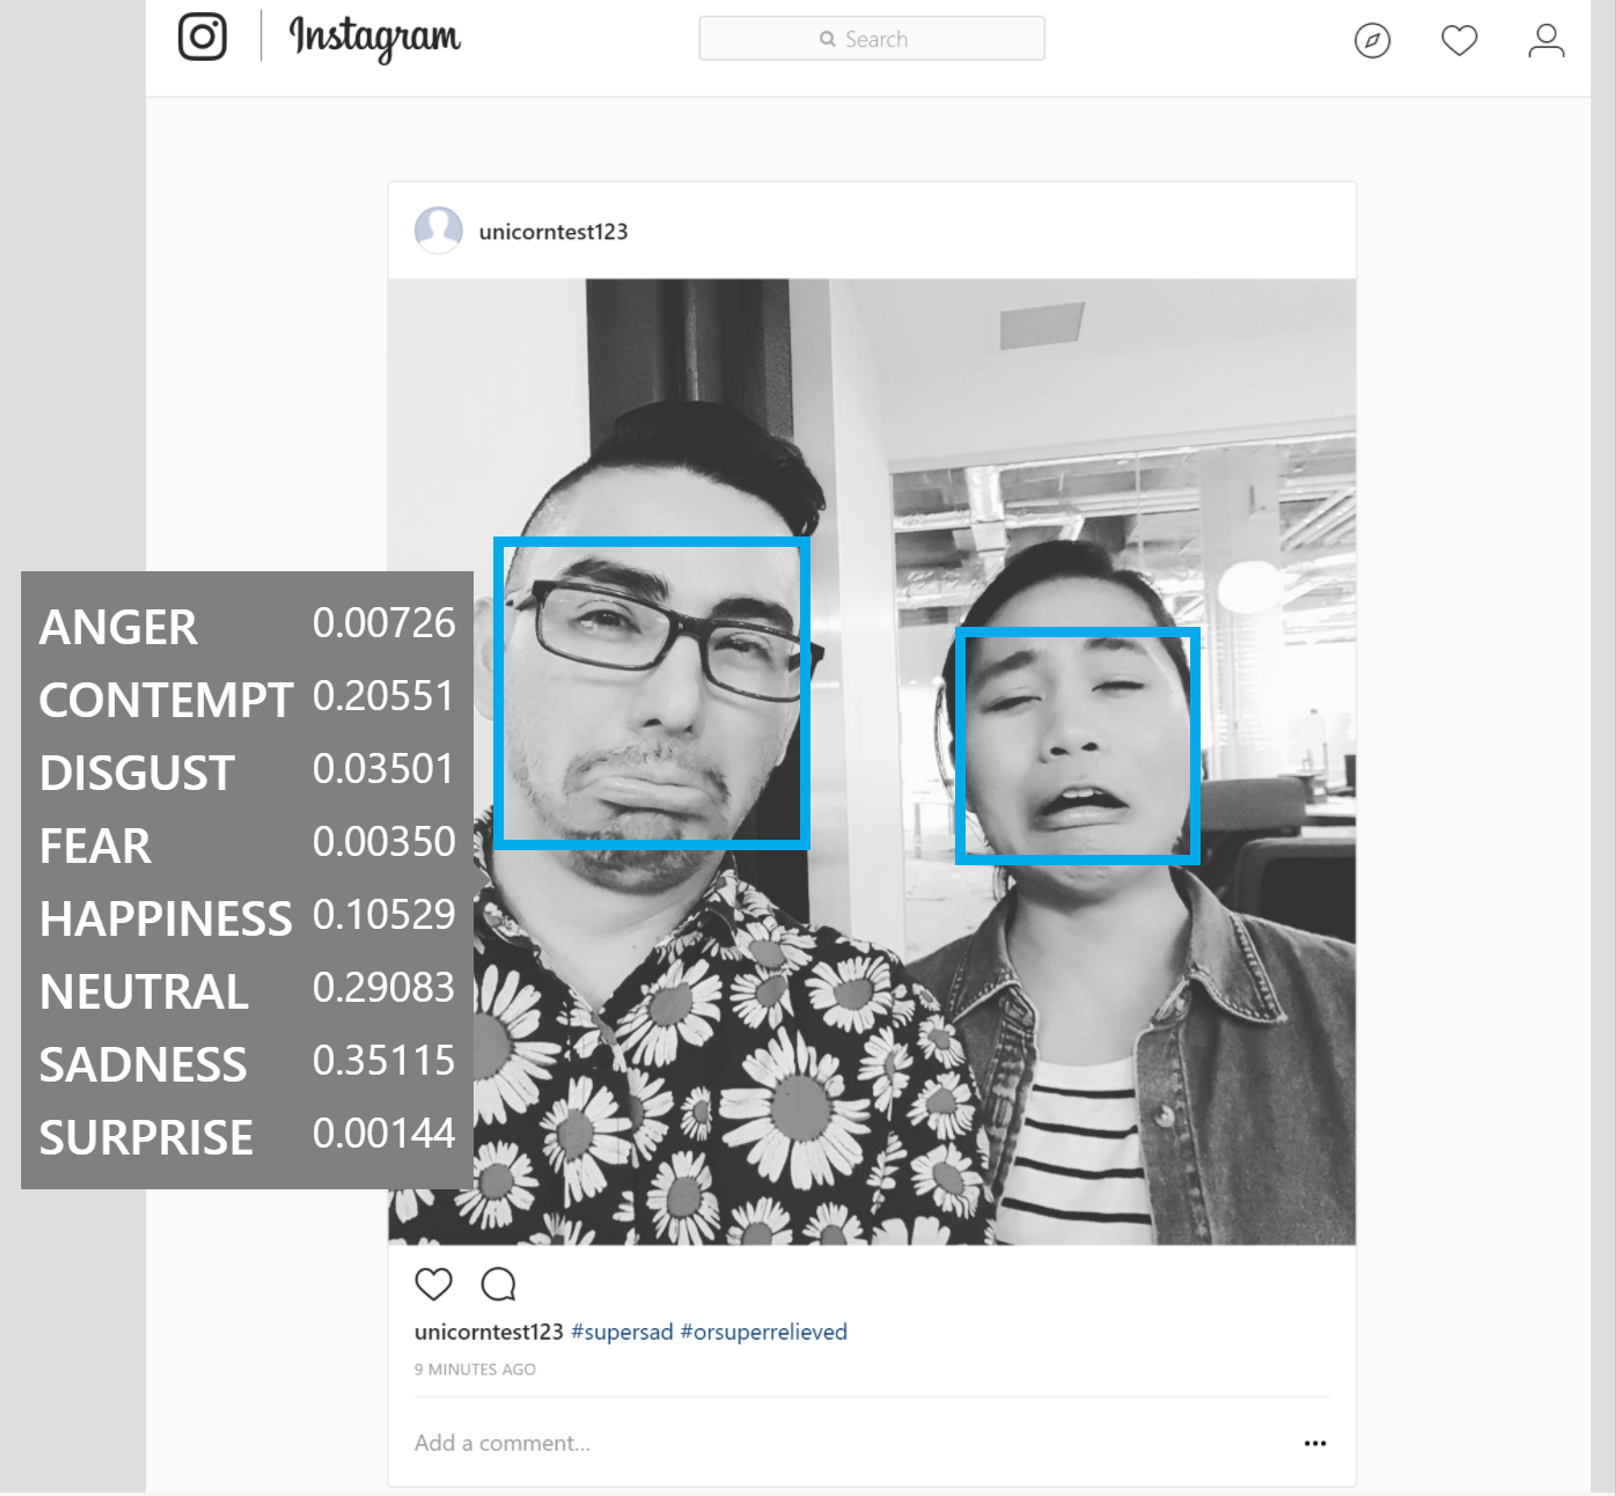 Instagram
Search
unicorntest123
ANGER 0.00726
CONTEMPT 0.20551
DISGUST 0.03501
FEAR 0.00350
HAPPINESS 0.10529
NEUTRAL 0.29083
SADNESS 0.35115
SURPRISE 0.00144
unicorntest123 #supersad #orsuperrelieved
9 MINUTES AGO
Add a comment...